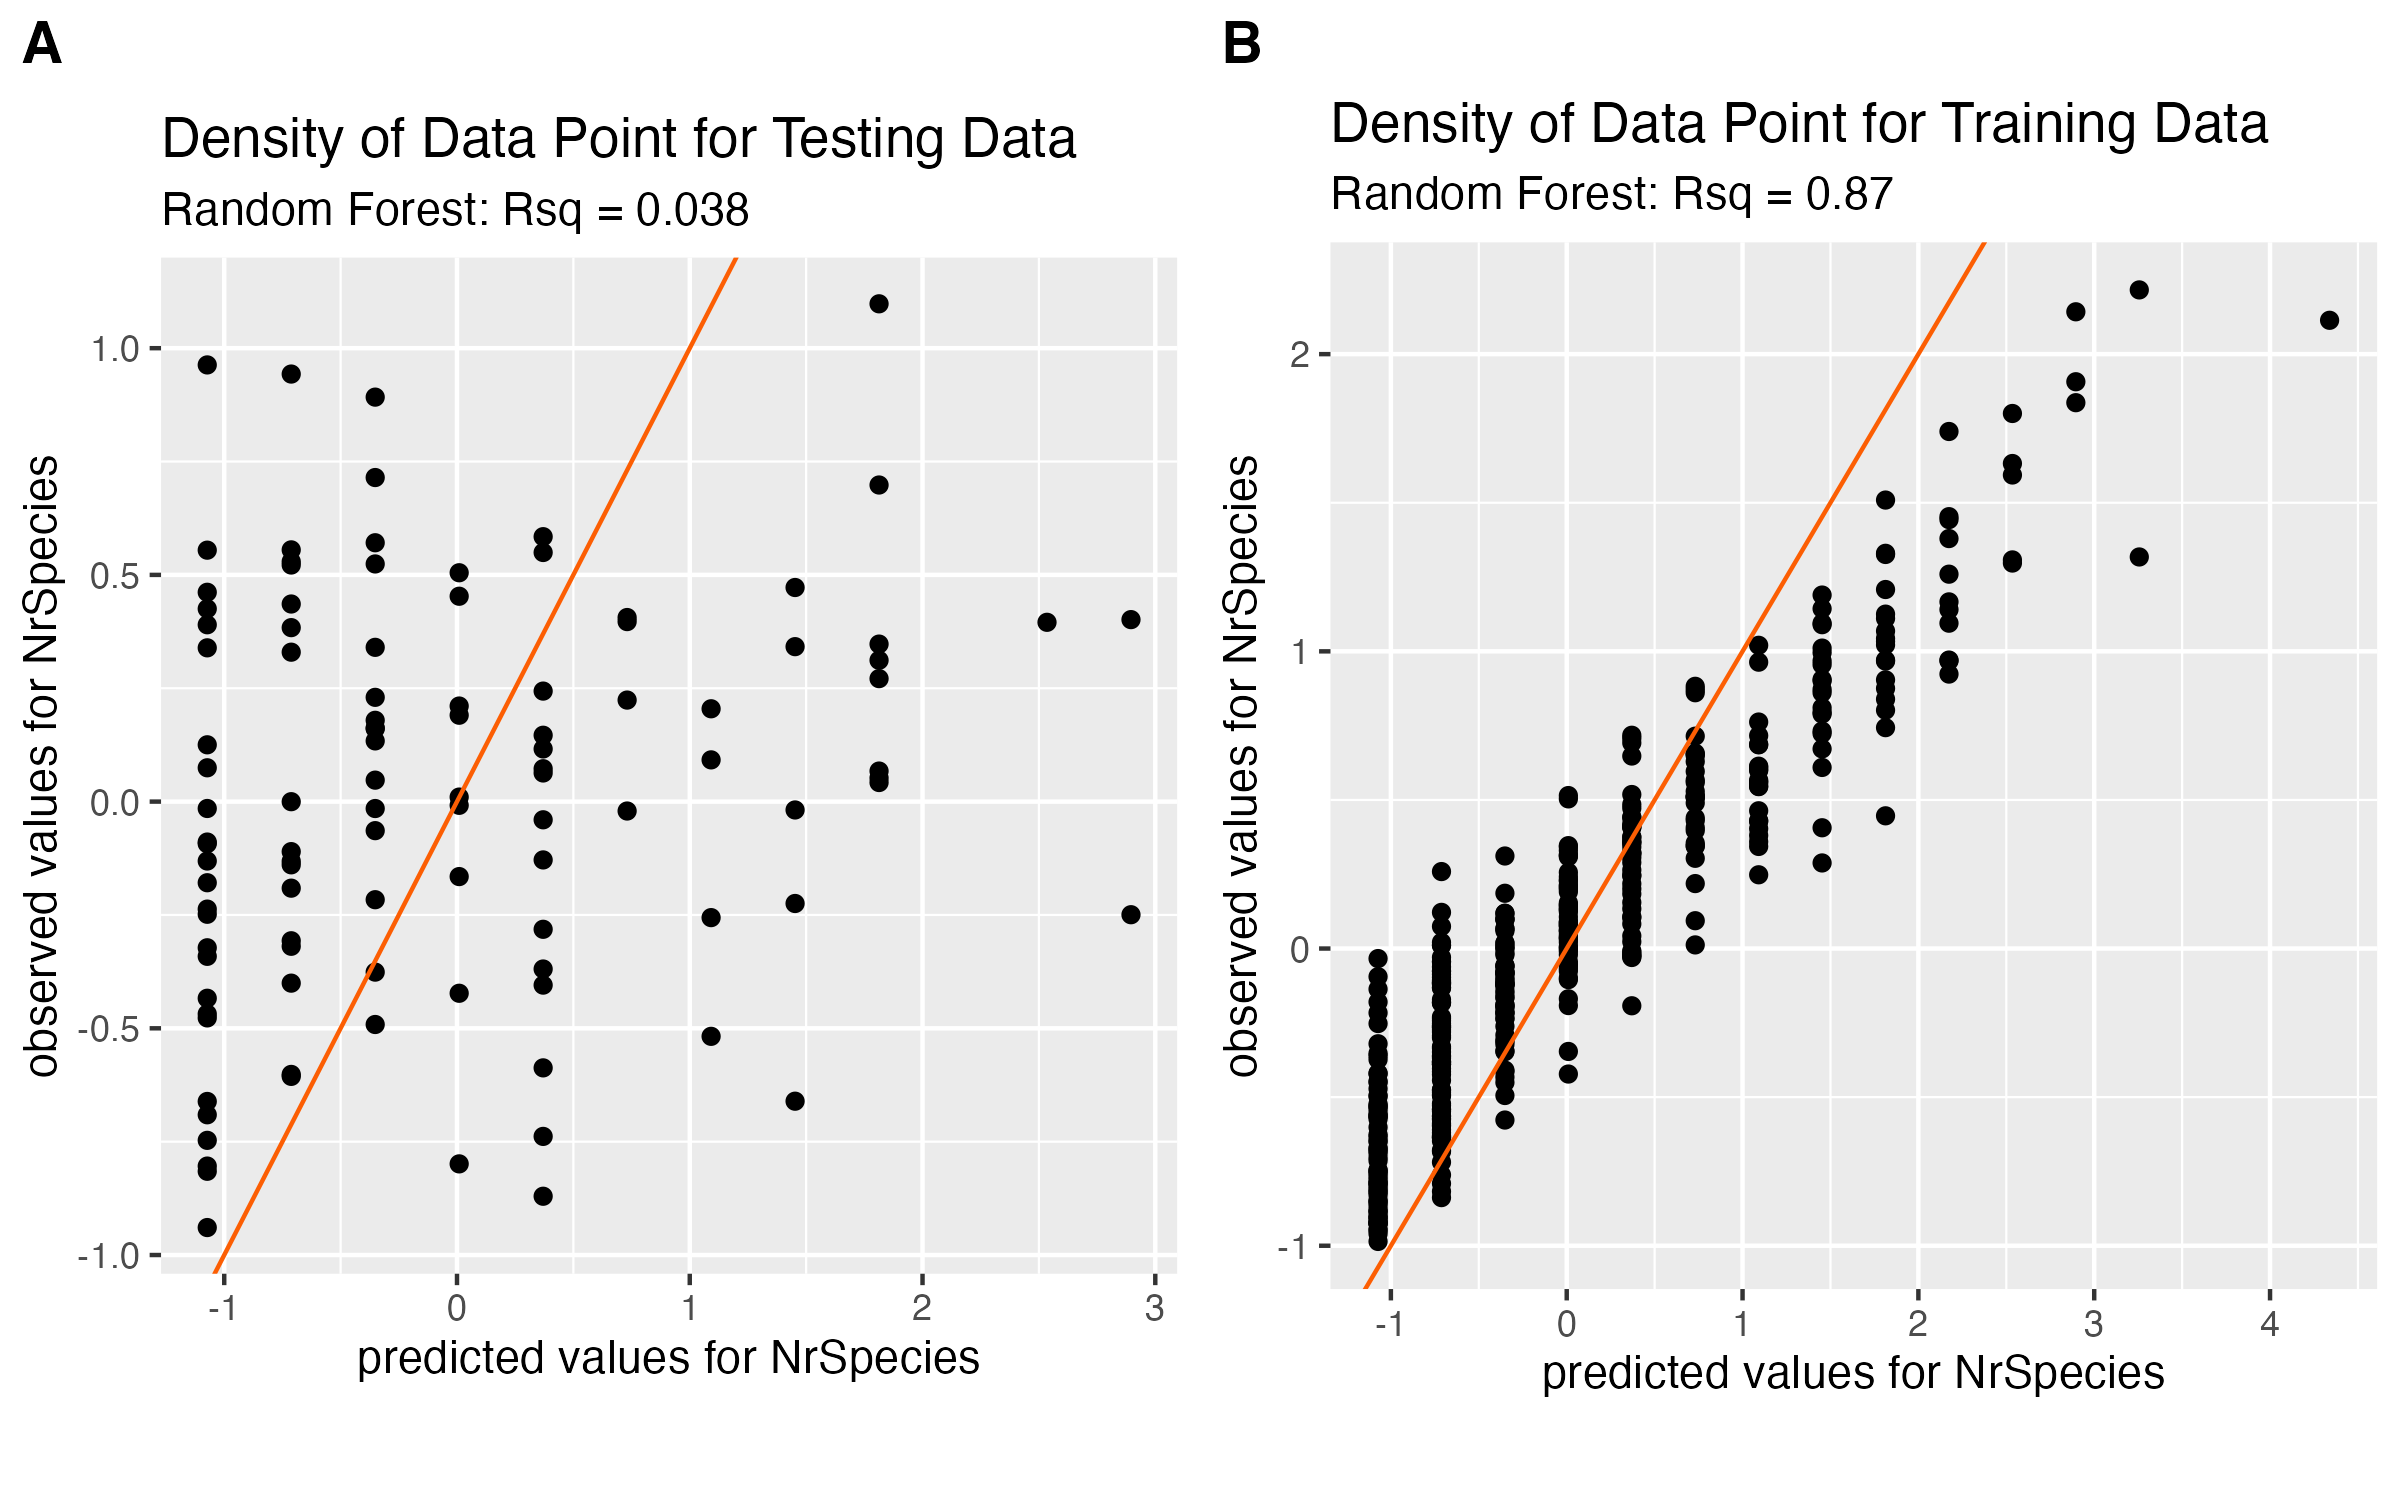 A
Density of Data Point for Testing Data
Random Forest: Rsq = 0.038
observed values for NrSpecies
1.0
0.5
0.0
-0.5
-1.0
-1 0 1 2 3
predicted values for NrSpecies
B
Density of Data Point for Training Data
Random Forest: Rsq = 0.87
observed values for NrSpecies
2
1
0
-1
-1 0 1 2 3 4
predicted values for NrSpecies